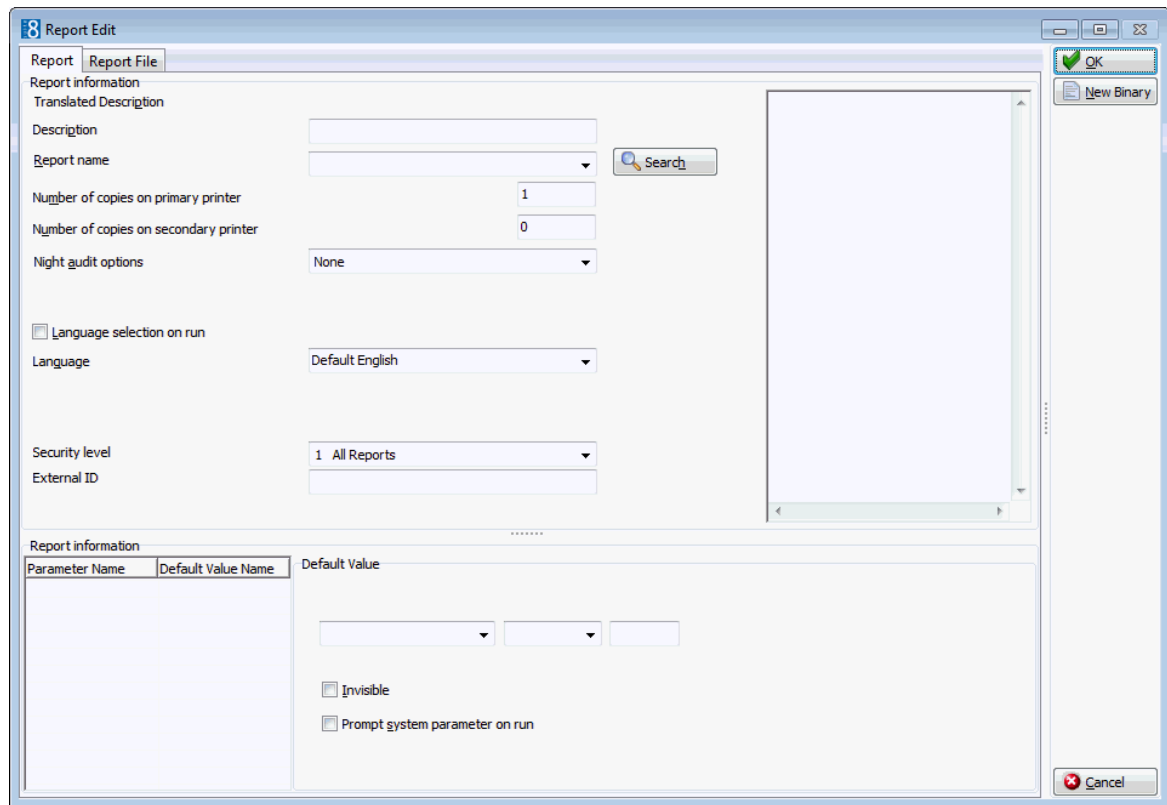 8 Report Edit
Report Report File
OK
New Binary
Report information
Translated Description
Description
Report name Search
Number of copies on primary printer 1
Number of copies on secondary printer 0
Night audit options None
Language selection on run
Language Default English
Security level 1 All Reports
External ID
Report information
Parameter Name Default Value Name Default Value
Invisible
Prompt system parameter on run
Cancel